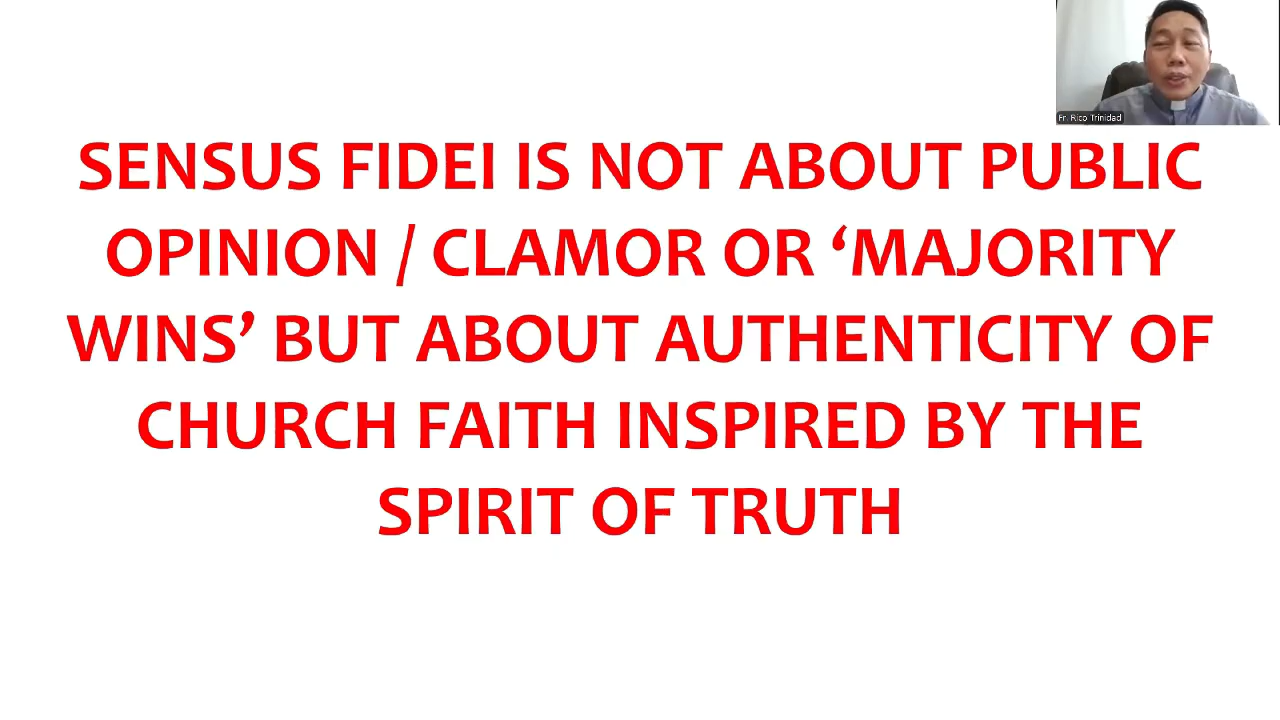 Fr. Rico Trinidad
SENSUS FIDEI IS NOT ABOUT PUBLIC
OPINION / CLAMOR OR ‘MAJORITY
WINS’ BUT ABOUT AUTHENTICITY OF
CHURCH FAITH INSPIRED BY THE
SPIRIT OF TRUTH